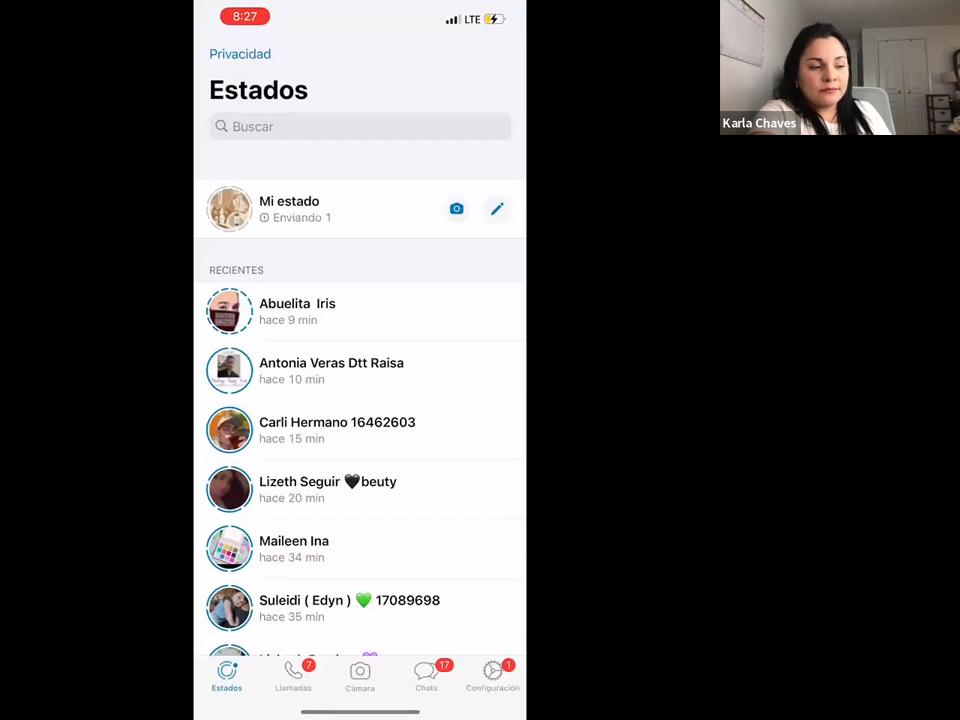 8:27
LTE
Privacidad
Estados
Buscar
Mi estado
Enviando 1
RECIENTES
Abuelita Iris
hace 9 min
Antonia Veras Dtt Raisa
hace 10 min
Carli Hermano 16462603
hace 15 min
Lizeth Seguir 🖤beuty
hace 20 min
Maileen Ina
hace 34 min
Suleidi ( Edyn ) 💚 17089698
hace 35 min
7
17
1
Estados
Llamadas
Cámara
Chats
Configuración
Karla Chaves